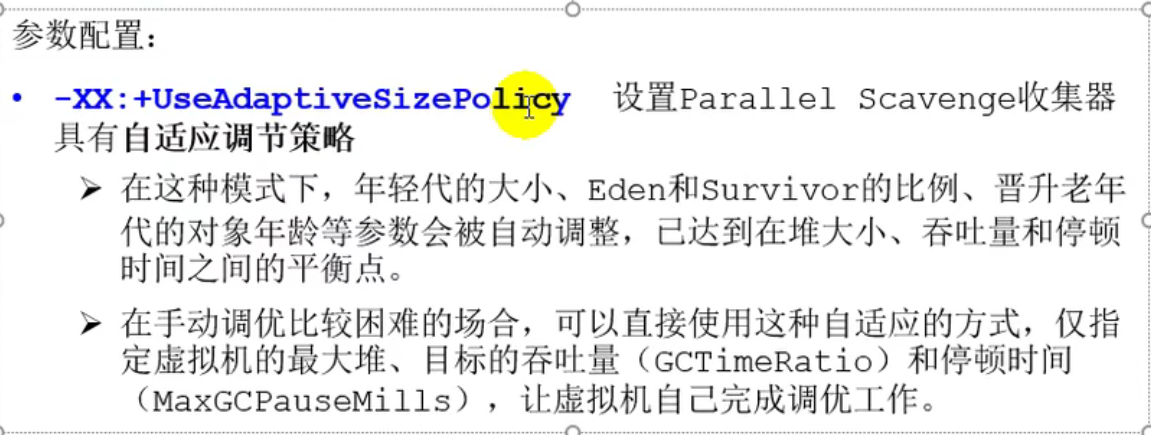 参数配置：
• -XX:+UseAdaptiveSizePolicy 设置Parallel Scavenge收集器
具有自适应调节策略
➢ 在这种模式下，年轻代的大小、Eden和Survivor的比例、晋升老年
代的对象年龄等参数会被自动调整，已达到在堆大小、吞吐量和停顿
时间之间的平衡点。
➢ 在手动调优比较困难的场合，可以直接使用这种自适应的方式，仅指
定虚拟机的最大堆、目标的吞吐量（GCTimeRatio）和停顿时间
（MaxGCPauseMills），让虚拟机自己完成调优工作。